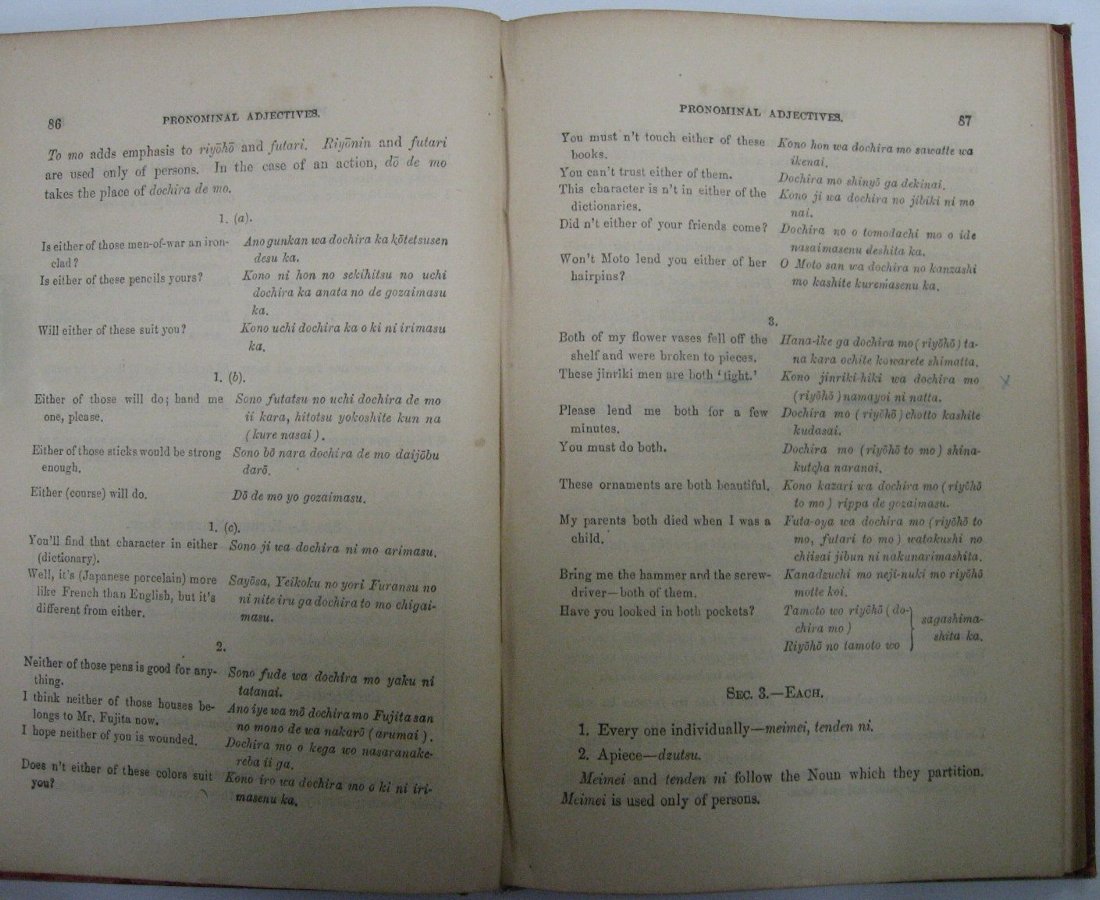 86
PRONOMINAL ADJECTIVES.
To mo adds emphasis to riyōhō and futari. Riyōnin and futari
are used only of persons. In the case of an action, dō de mo
takes the place of dochira de mo.
1. (a).
Is either of those men-of-war an iron-
clad?
Ano gunkan wa dochira ka kōtetsusen
desu ka.
Is either of these pencils yours?
Kono ni hon no sekihitsu no uchi
dochira ka anata no de gozaimasu
ka.
Will either of these suit you?
Kono uchi dochira ka o ki ni irimasu
ka.
1. (b).
Either of those will do; hand me
one, please.
Sono futatsu no uchi dochira de mo
ii kara, hitotsu yokoshite kun na
(kure nasai).
Either of those sticks would be strong
enough.
Sono bō nara dochira de mo daijōbu
darō.
Either (course) will do.
Dō de mo yo gozaimasu.
1. (c).
You'll find that character in either
(dictionary).
Sono ji wa dochira ni mo arimasu.
Well, it's (Japanese porcelain) more
like French than English, but it's
different from either.
Sayōsa, Yeikoku no yori Furansu no
ni nite iru ga dochira to mo chigai-
masu.
2.
Neither of those pens is good for any-
thing.
Sono fude wa dochira mo yaku ni
tatanai.
I think neither of those houses be-
longs to Mr. Fujita now.
Ano iye wa mō dochira mo Fujita san
no mono de wa nakarō (arumai).
I hope neither of you is wounded.
Dochira mo o kega wo nasaranake-
reba ii ga.
Does n't either of these colors suit
you?
Kono iro wa dochira mo o ki ni iri-
masenu ka.
PRONOMINAL ADJECTIVES.
87
You must n't touch either of these
books.
Kono hon wa dochira mo sawatte wa
ikenai.
You can't trust either of them.
Dochira mo shinyō ga dekinai.
This character is n't in either of the
dictionaries.
Kono ji wa dochira no jibiki ni mo
nai.
Did n't either of your friends come?
Dochira no o tomodachi mo o ide
nasaimasenu deshita ka.
Won't Moto lend you either of her
hairpins?
O Moto san wa dochira no kanzashi
mo kashite kuremasenu ka.
3.
Both of my flower vases fell off the
shelf and were broken to pieces.
Hana-ike ga dochira mo (riyōhō) ta-
na kara ochite kowarete shimatta.
These jinriki men are both 'tight.'
Kono jinriki-hiki wa dochira mo
(riyōhō) namayoi ni natta.
Please lend me both for a few
minutes.
Dochira mo (riyōhō) chotto kashite
kudasai.
You must do both.
Dochira mo (riyōhō to mo) shina-
kutcha naranai.
These ornaments are both beautiful.
Kono kazari wa dochira mo (riyōhō
to mo) rippa de gozaimasu.
My parents both died when I was a
child.
Futa-oya wa dochira mo (riyōhō to
mo, futari to mo) watakushi no
chiisai jibun ni nakunarimashita.
Bring me the hammer and the screw-
driver—both of them.
Kanadzuchi mo neji-nuki mo riyōhō
motte koi.
Have you looked in both pockets?
Tamoto wo riyōhō (do-
chira mo)
Riyōhō no tamoto wo
sagashima-
shita ka.
SEC. 3.—EACH.
1. Every one individually—meimei, tenden ni.
2. Apiece—dzutsu.
Meimei and tenden ni follow the Noun which they partition.
Meimei is used only of persons.